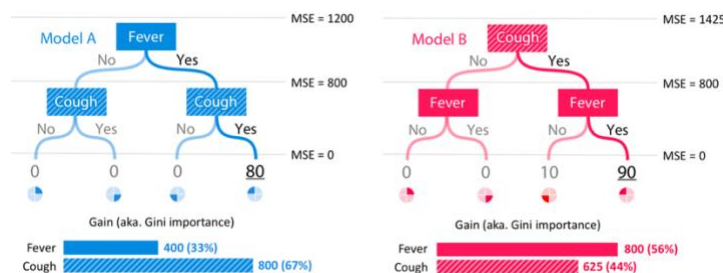 Model A
Fever
MSE = 1200
No
Yes
Cough
Cough
MSE = 800
No
Yes
No
Yes
MSE = 0
0
0
0
80
Gain (aka. Gini importance)
Fever
400 (33%)
Cough
800 (67%)
Model B
Cough
MSE = 1425
No
Yes
Fever
Fever
MSE = 800
No
Yes
No
Yes
MSE = 0
0
0
10
90
Gain (aka. Gini importance)
Fever
800 (56%)
Cough
625 (44%)